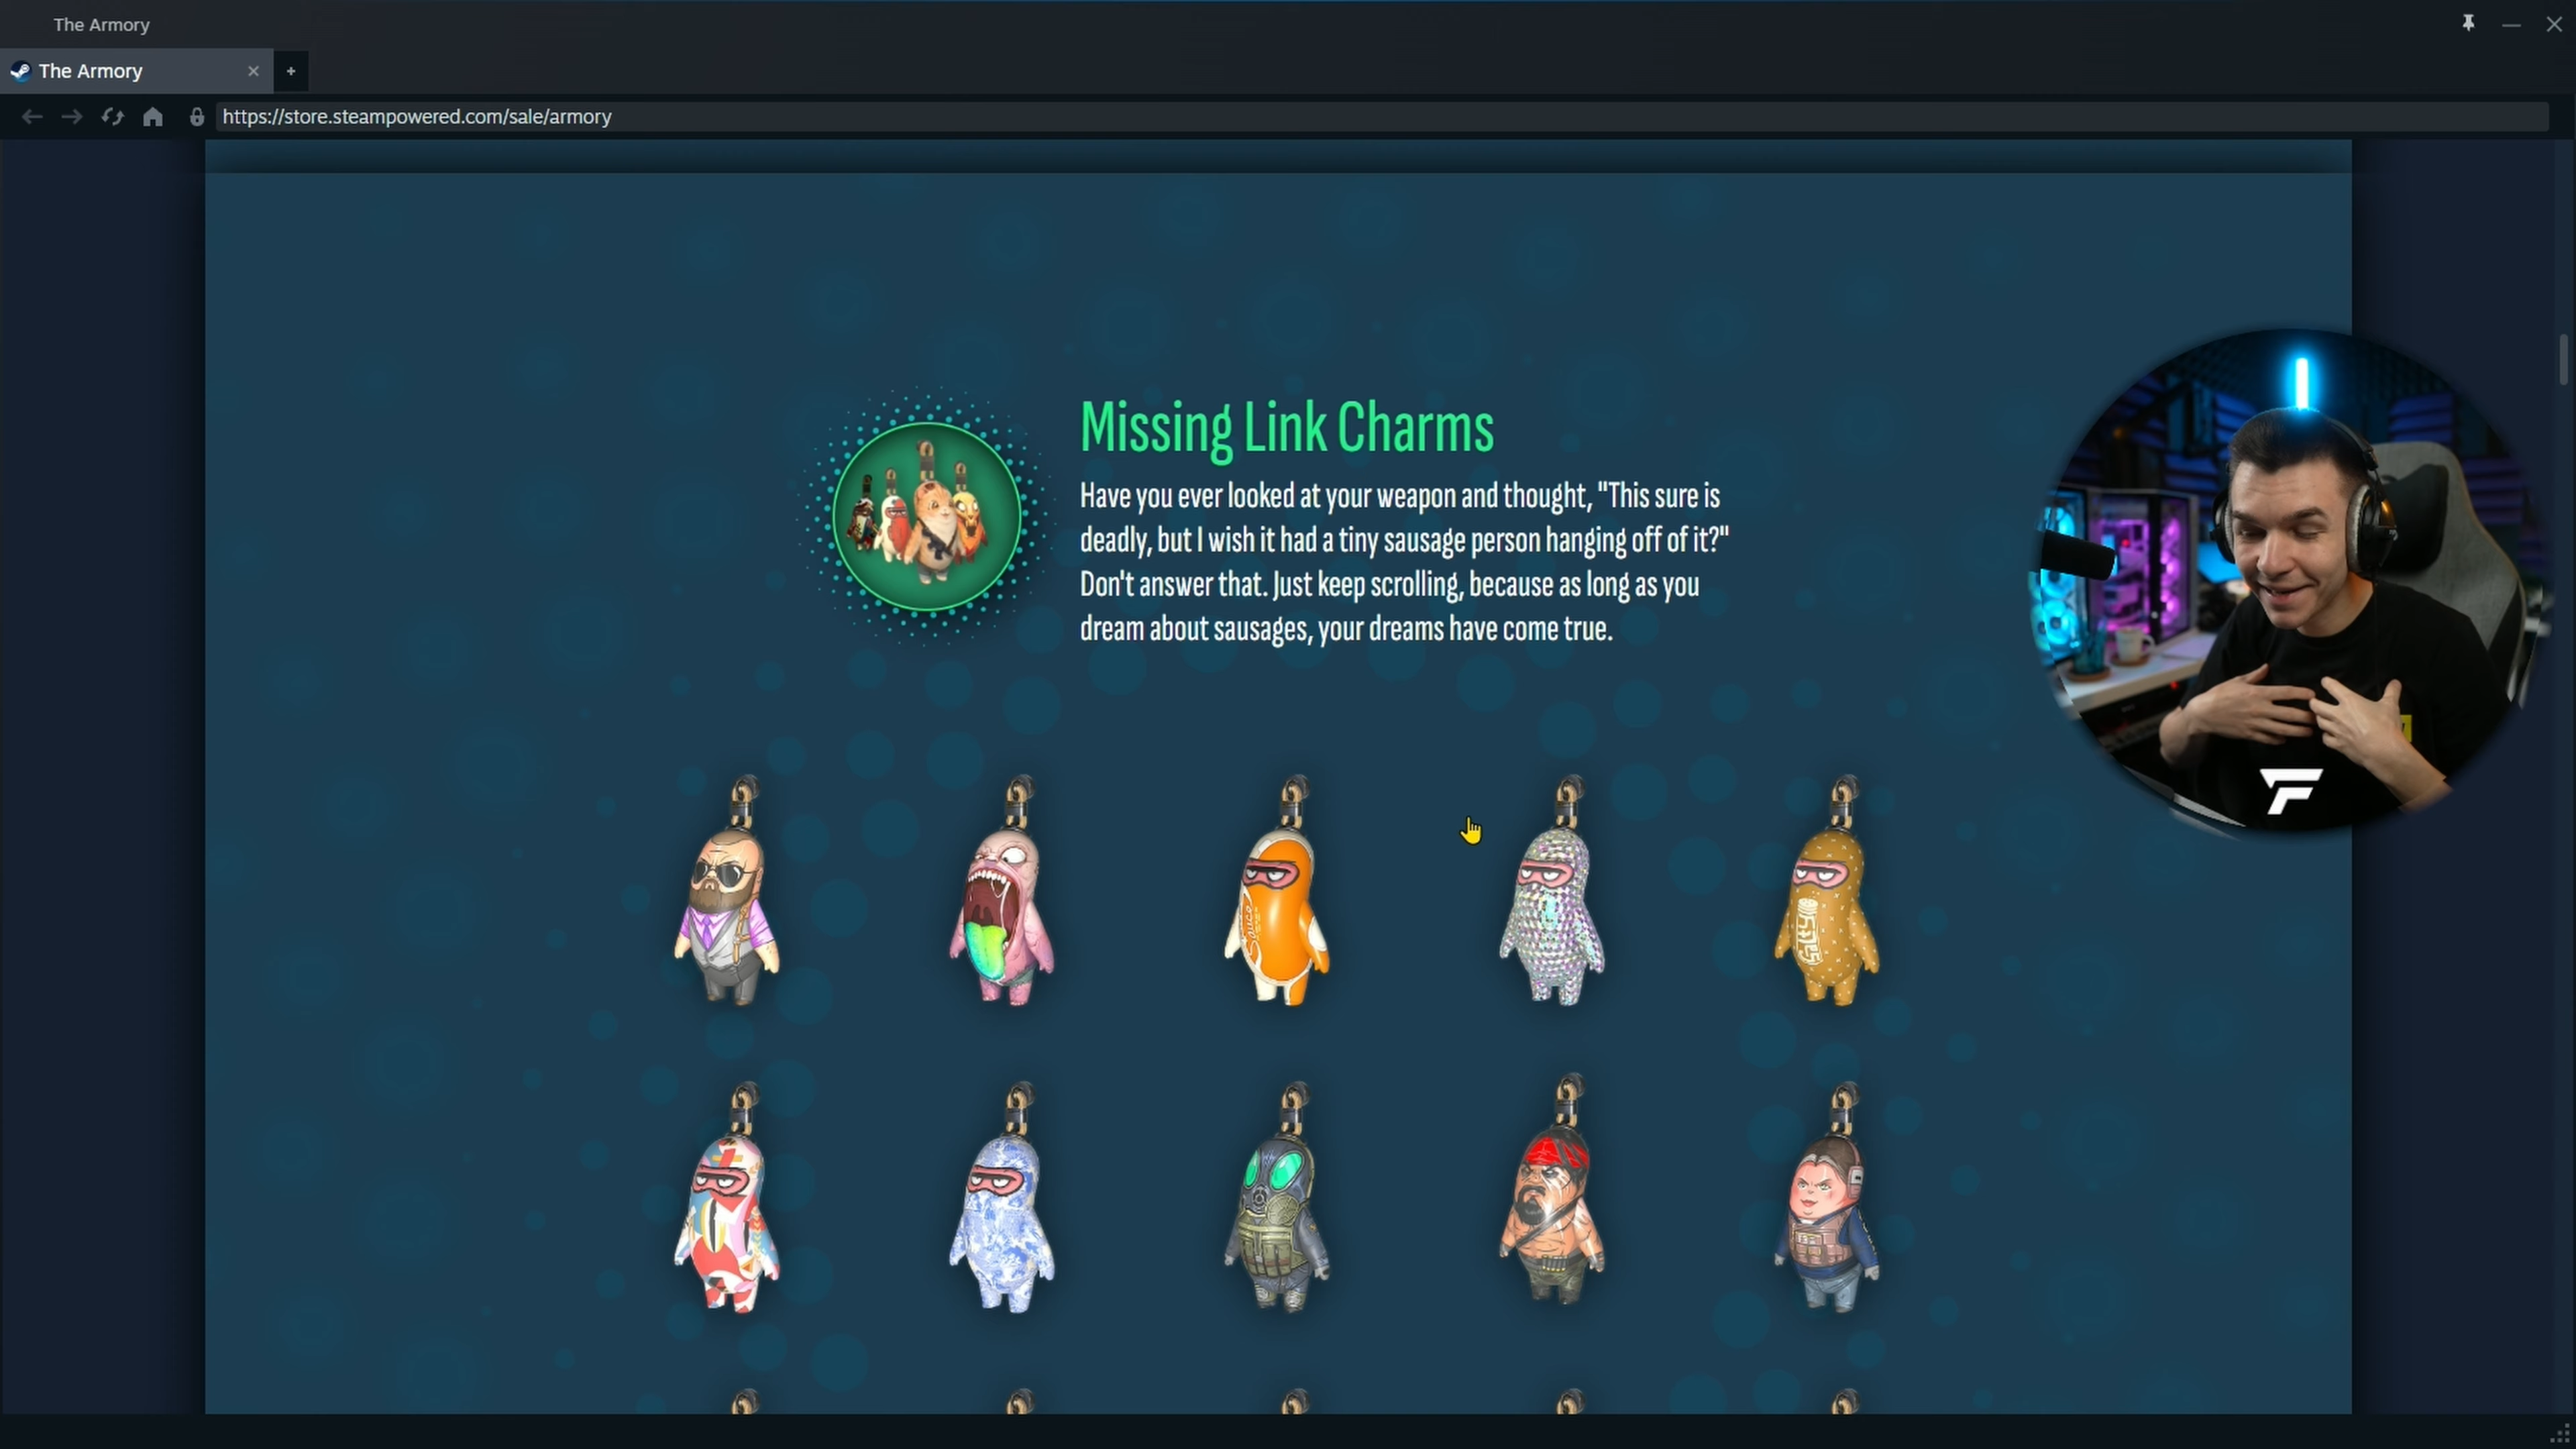 The Armory
The Armory
https://store.steampowered.com/sale/armory
Missing Link Charms
Have you ever looked at your weapon and thought, "This sure is
deadly, but I wish it had a tiny sausage person hanging off of it?"
Don't answer that. Just keep scrolling, because as long as you
dream about sausages, your dreams have come true.
Sauce
Salty